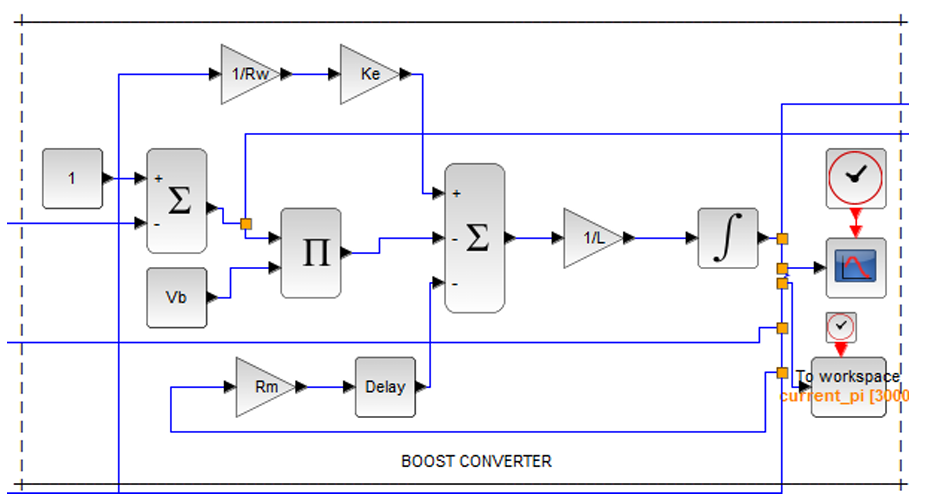 1/Rw
Ke
1
+
-
Σ
Vb
Π
+
-
-
Σ
1/L
∫
Rm
Delay
To workspace
current_pi [3000
BOOST CONVERTER